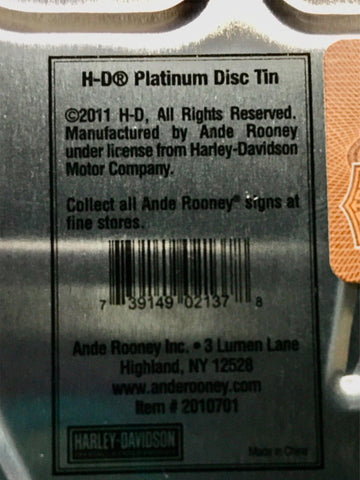 H-D® Platinum Disc Tin
©2011 H-D, All Rights Reserved.
Manufactured by Ande Rooney
under license from Harley-Davidson
Motor Company.
Collect all Ande Rooney® signs at
fine stores.
7 39149 02137 8
Ande Rooney Inc. • 3 Lumen Lane
Highland, NY 12528
www.anderooney.com
Item # 2010701
HARLEY-DAVIDSON
Made in China